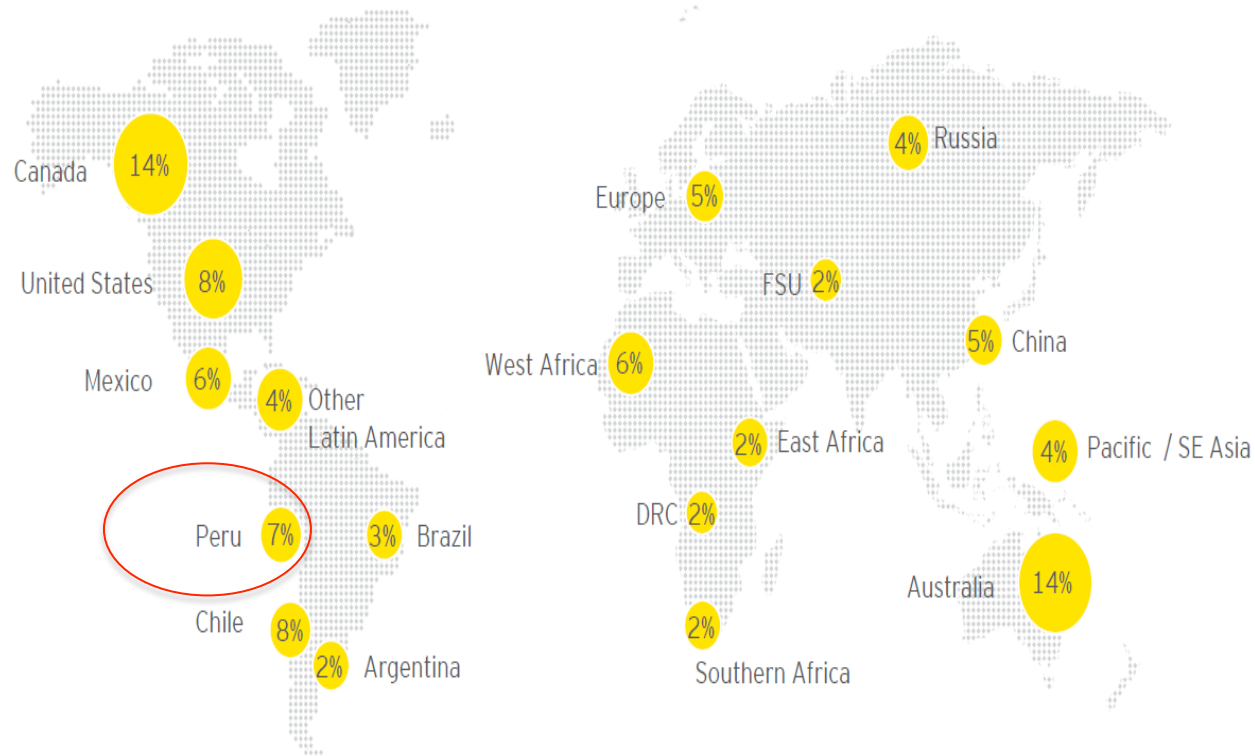 Canada 14%
United States 8%
Mexico 6%
4% Other
Latin America
Peru 7%
3% Brazil
Chile 8%
2% Argentina
4% Russia
Europe 5%
FSU 2%
5% China
West Africa 6%
2% East Africa
4% Pacific / SE Asia
DRC 2%
Australia 14%
2%
Southern Africa